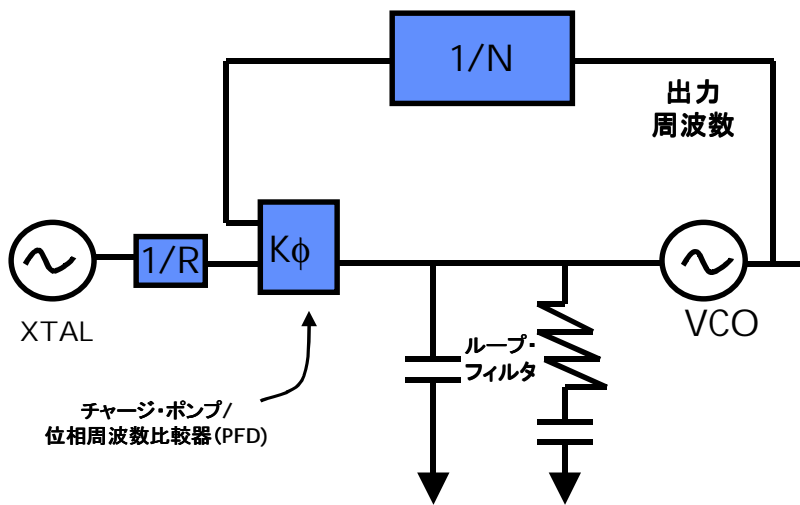 1/N
出力
周波数
1/R
Kφ
XTAL
VCO
ループ・
フィルタ
チャージ・ポンプ/
位相周波数比較器(PFD)